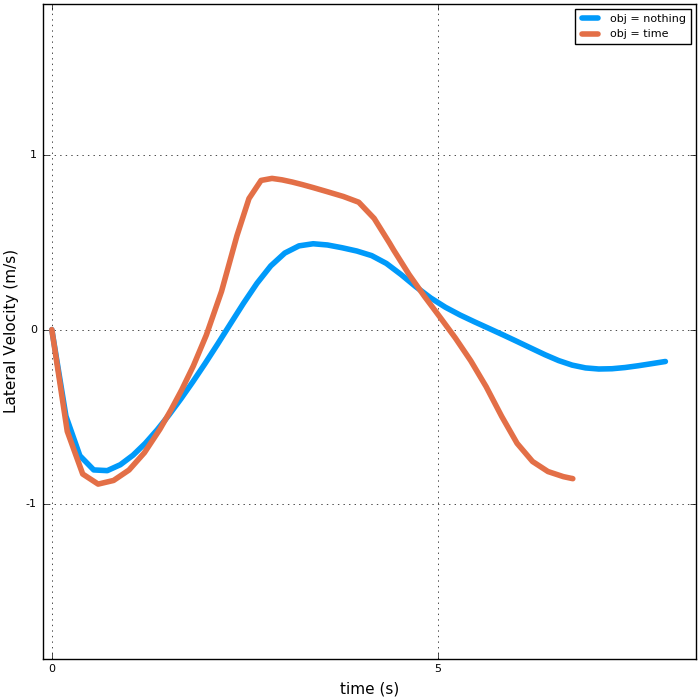 obj = nothing
obj = time
1
0
-1
Lateral Velocity (m/s)
0
5
time (s)